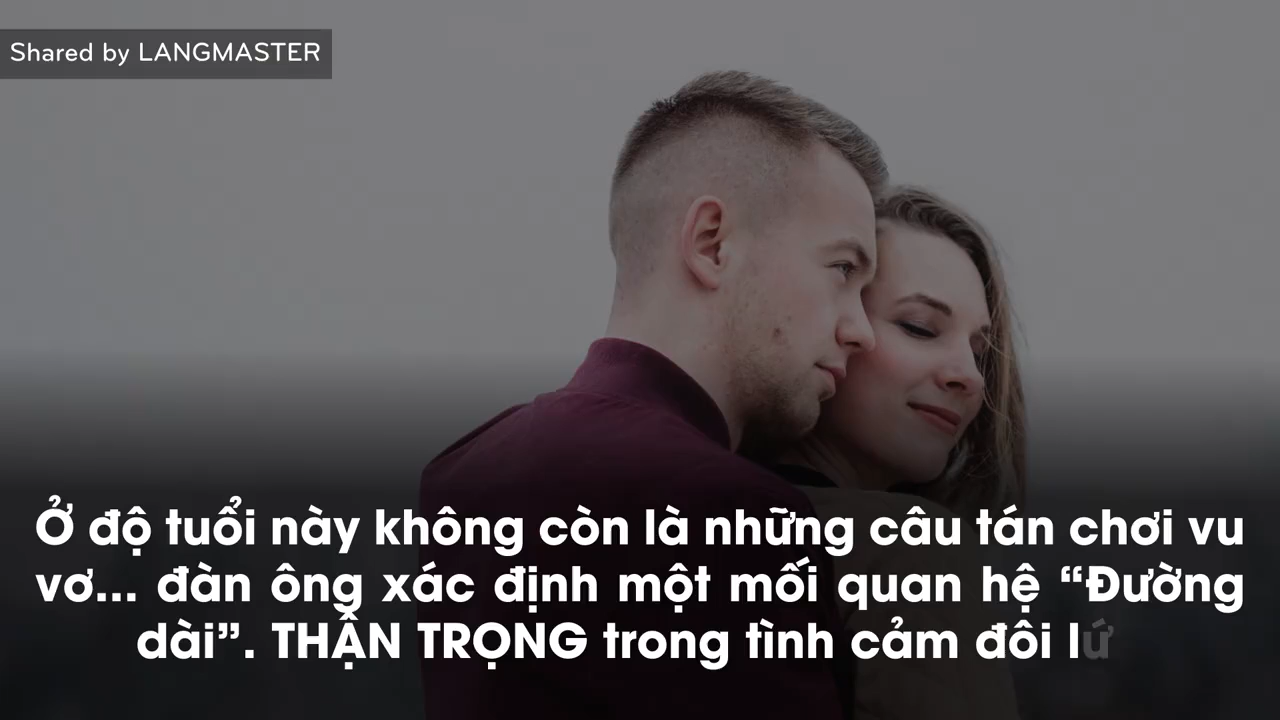 Shared by LANGMASTER
Ở độ tuổi này không còn là những câu tán chơi vu
vơ... đàn ông xác định một mối quan hệ “Đường
dài”. THẬN TRỌNG trong tình cảm đôi lứ